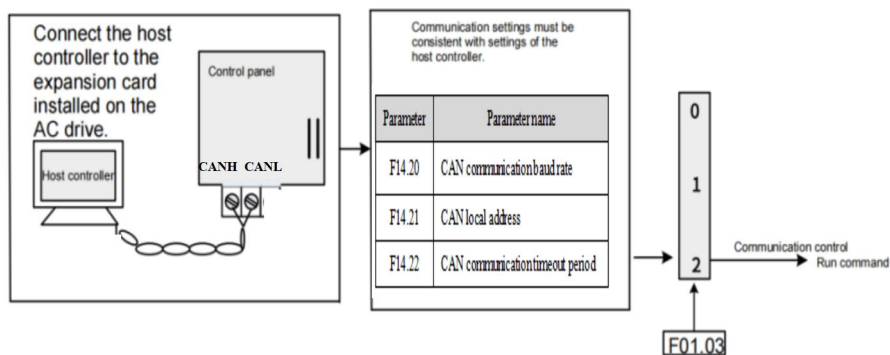 Connect the host
controller to the
expansion card
installed on the
AC drive.
Control panel
CANH CANL
Host controller
Communication settings must be
consistent with settings of the
host controller.
Parameter Parameter name
F14.20 CAN communication baud rate
F14.21 CAN local address
F14.22 CAN communication timeout period
0
1
2
Communication control
Run command
F01.03